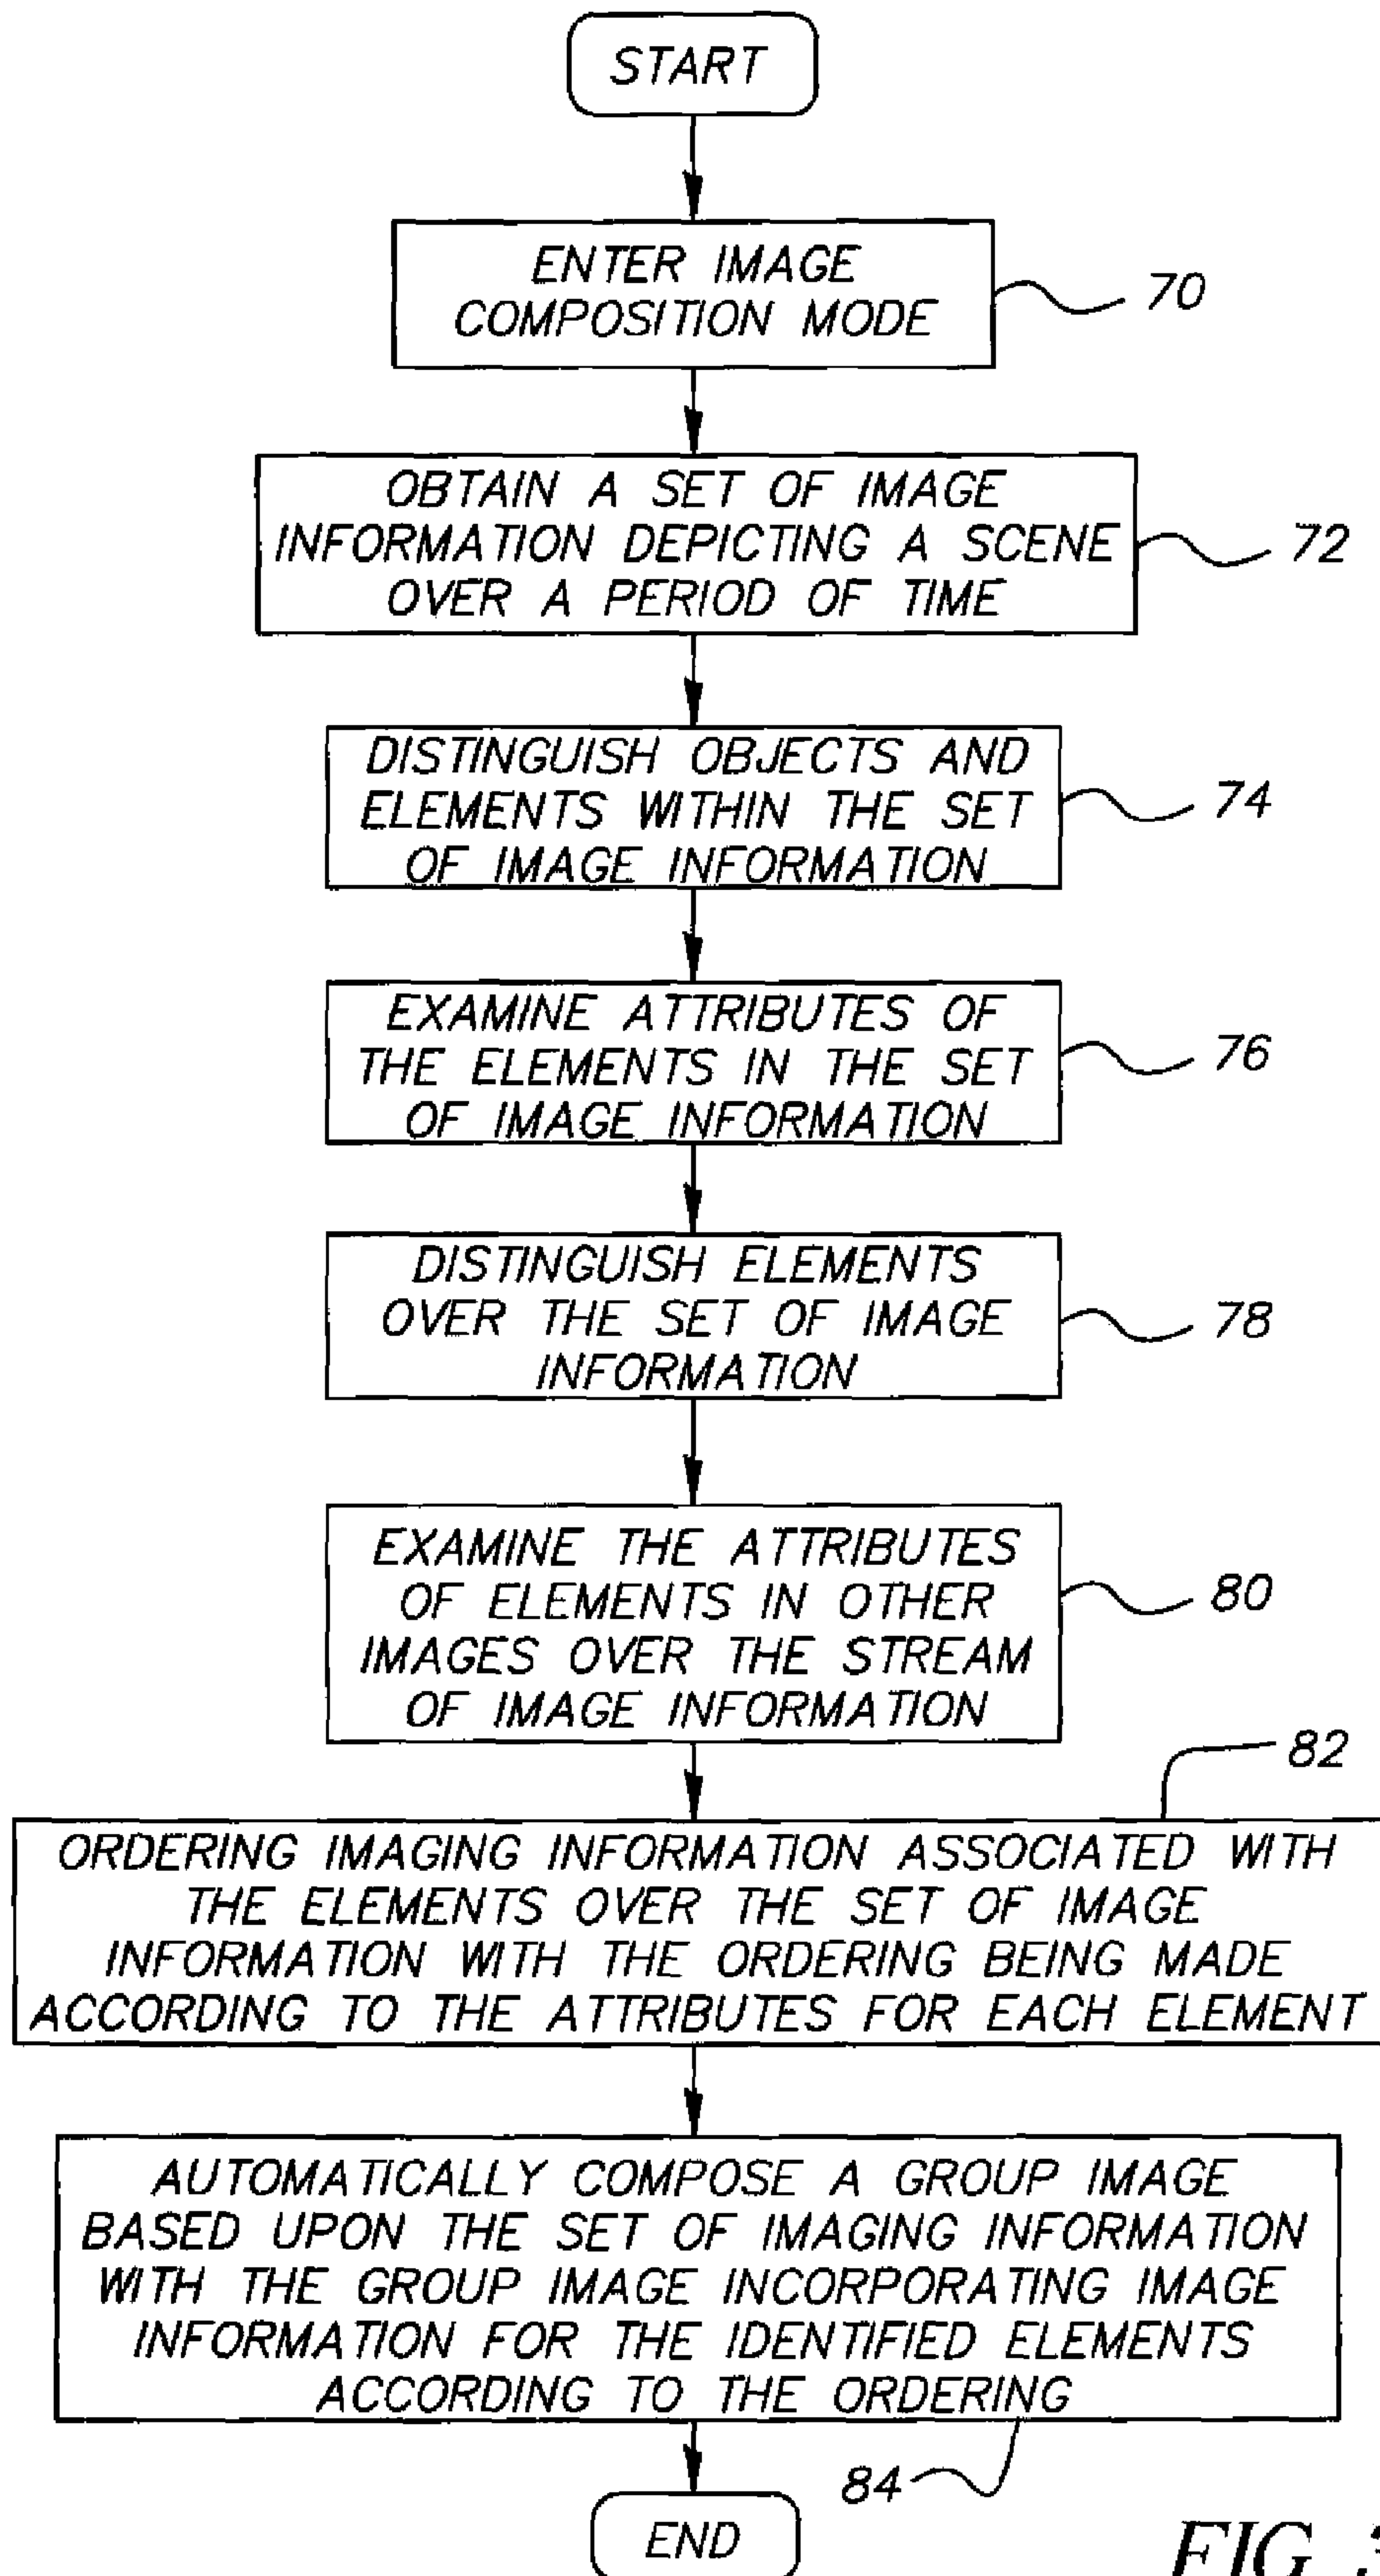 START
ENTER IMAGE
COMPOSITION MODE
70
OBTAIN A SET OF IMAGE
INFORMATION DEPICTING A SCENE
OVER A PERIOD OF TIME
72
DISTINGUISH OBJECTS AND
ELEMENTS WITHIN THE SET
OF IMAGE INFORMATION
74
EXAMINE ATTRIBUTES OF
THE ELEMENTS IN THE SET
OF IMAGE INFORMATION
76
DISTINGUISH ELEMENTS
OVER THE SET OF IMAGE
INFORMATION
78
EXAMINE THE ATTRIBUTES
OF ELEMENTS IN OTHER
IMAGES OVER THE STREAM
OF IMAGE INFORMATION
80
82
ORDERING IMAGING INFORMATION ASSOCIATED WITH
THE ELEMENTS OVER THE SET OF IMAGE
INFORMATION WITH THE ORDERING BEING MADE
ACCORDING TO THE ATTRIBUTES FOR EACH ELEMENT
AUTOMATICALLY COMPOSE A GROUP IMAGE
BASED UPON THE SET OF IMAGING INFORMATION
WITH THE GROUP IMAGE INCORPORATING IMAGE
INFORMATION FOR THE IDENTIFIED ELEMENTS
ACCORDING TO THE ORDERING
84
END
FIG